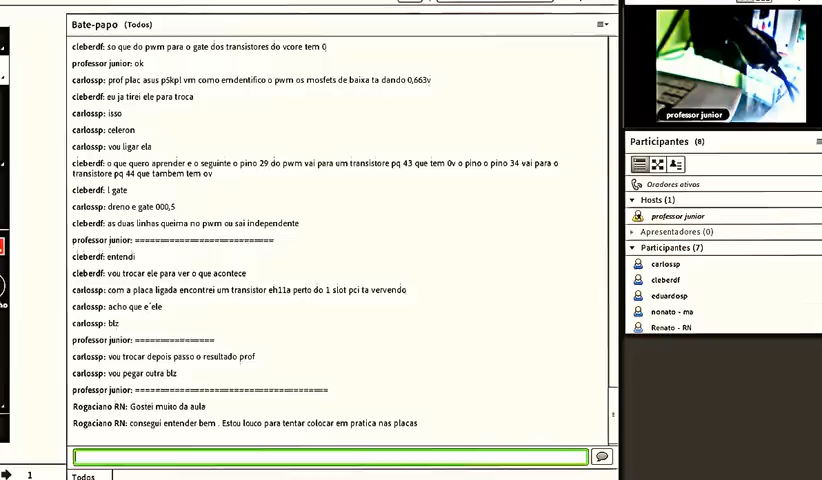 Bate-papo (Todos)
cleberdf: so que do pwm para o gate dos transistores do vcore tem 0
professor junior: ok
carlossp: prof plac asus p5kpl vm como emdentifico o pwm os mosfets de baixa ta dando 0,663v
cleberdf: eu ja tirei ele para troca
carlossp: isso
carlossp: celeron
carlossp: vou ligar ela
cleberdf: o que quero aprender e o seguinte o pino 29 do pwm vai para um transistore pq 43 que tem 0v o pino o pino 34 vai para o
transistore pq 44 que tambem tem ov
cleberdf: l gate
carlossp: dreno e gate 000,5
cleberdf: as duas linhas queima no pwm ou sai independente
professor junior: ===========================
cleberdf: entendi
cleberdf: vou trocar ele para ver o que acontece
carlossp: com a placa ligada encontrei um transistor eh11a perto do 1 slot pci ta vervendo
carlossp: acho que e´ele
carlossp: blz
professor junior: ===============
carlossp: vou trocar depois passo o resultado prof
carlossp: vou pegar outra blz
professor junior: =====================================
Rogaciano RN: Gostei muito da aula
Rogaciano RN: consegui entender bem . Estou louco para tentar colocar em pratica nas placas
Todos
1
professor junior
Participantes (8)
Oradores ativos
Hosts (1)
professor junior
Apresentadores (0)
Participantes (7)
carlossp
cleberdf
eduardosp
nonato - ma
Renato - RN